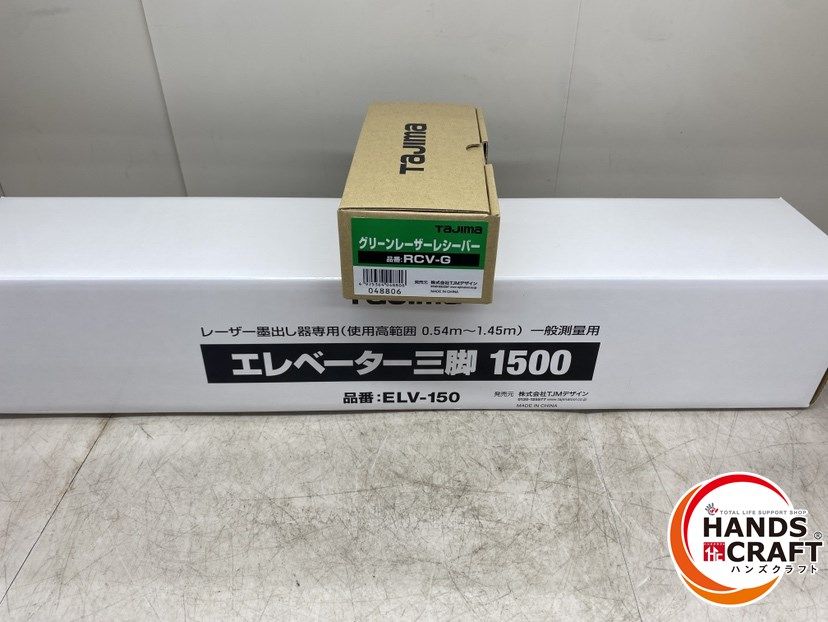 TaJIma
TaJIma
グリーンレーザーレシーバー
品番:RCV-G
4 975364 048806
048806
発売元 株式会社TJMデザイン
MADE IN CHINA
TaJIma
レーザー墨出し器専用(使用高範囲 0.54m〜1.45m) 一般測量用
エレベーター三脚 1500
品番:ELV-150
発売元 株式会社TJMデザイン
MADE IN CHINA
TOTAL LIFE SUPPORT SHOP
HANDS
CRAFT®
ハンズクラフト